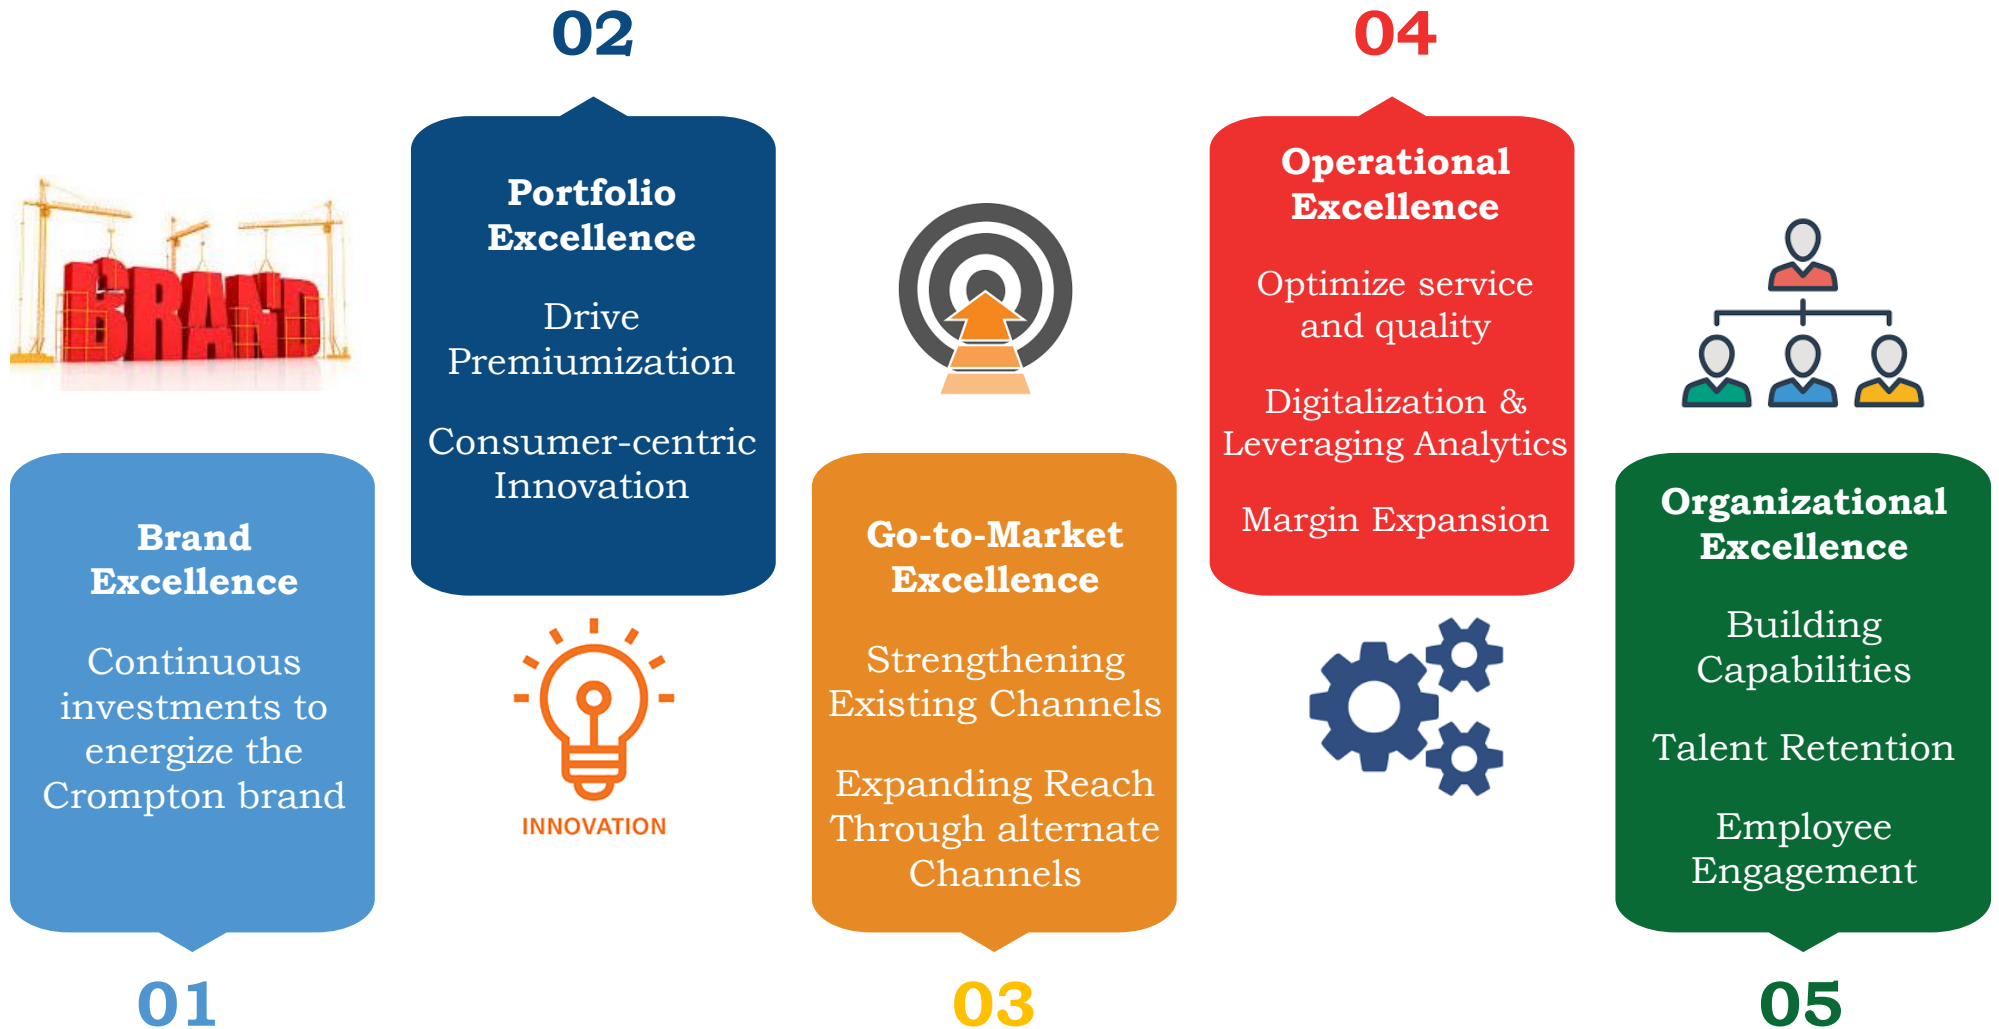 BRAND
Brand
Excellence
Continuous
investments to
energize the
Crompton brand
01
02
Portfolio
Excellence
Drive
Premiumization
Consumer-centric
Innovation
INNOVATION
Go-to-Market
Excellence
Strengthening
Existing Channels
Expanding Reach
Through alternate
Channels
03
04
Operational
Excellence
Optimize service
and quality
Digitalization &
Leveraging Analytics
Margin Expansion
Organizational
Excellence
Building
Capabilities
Talent Retention
Employee
Engagement
05